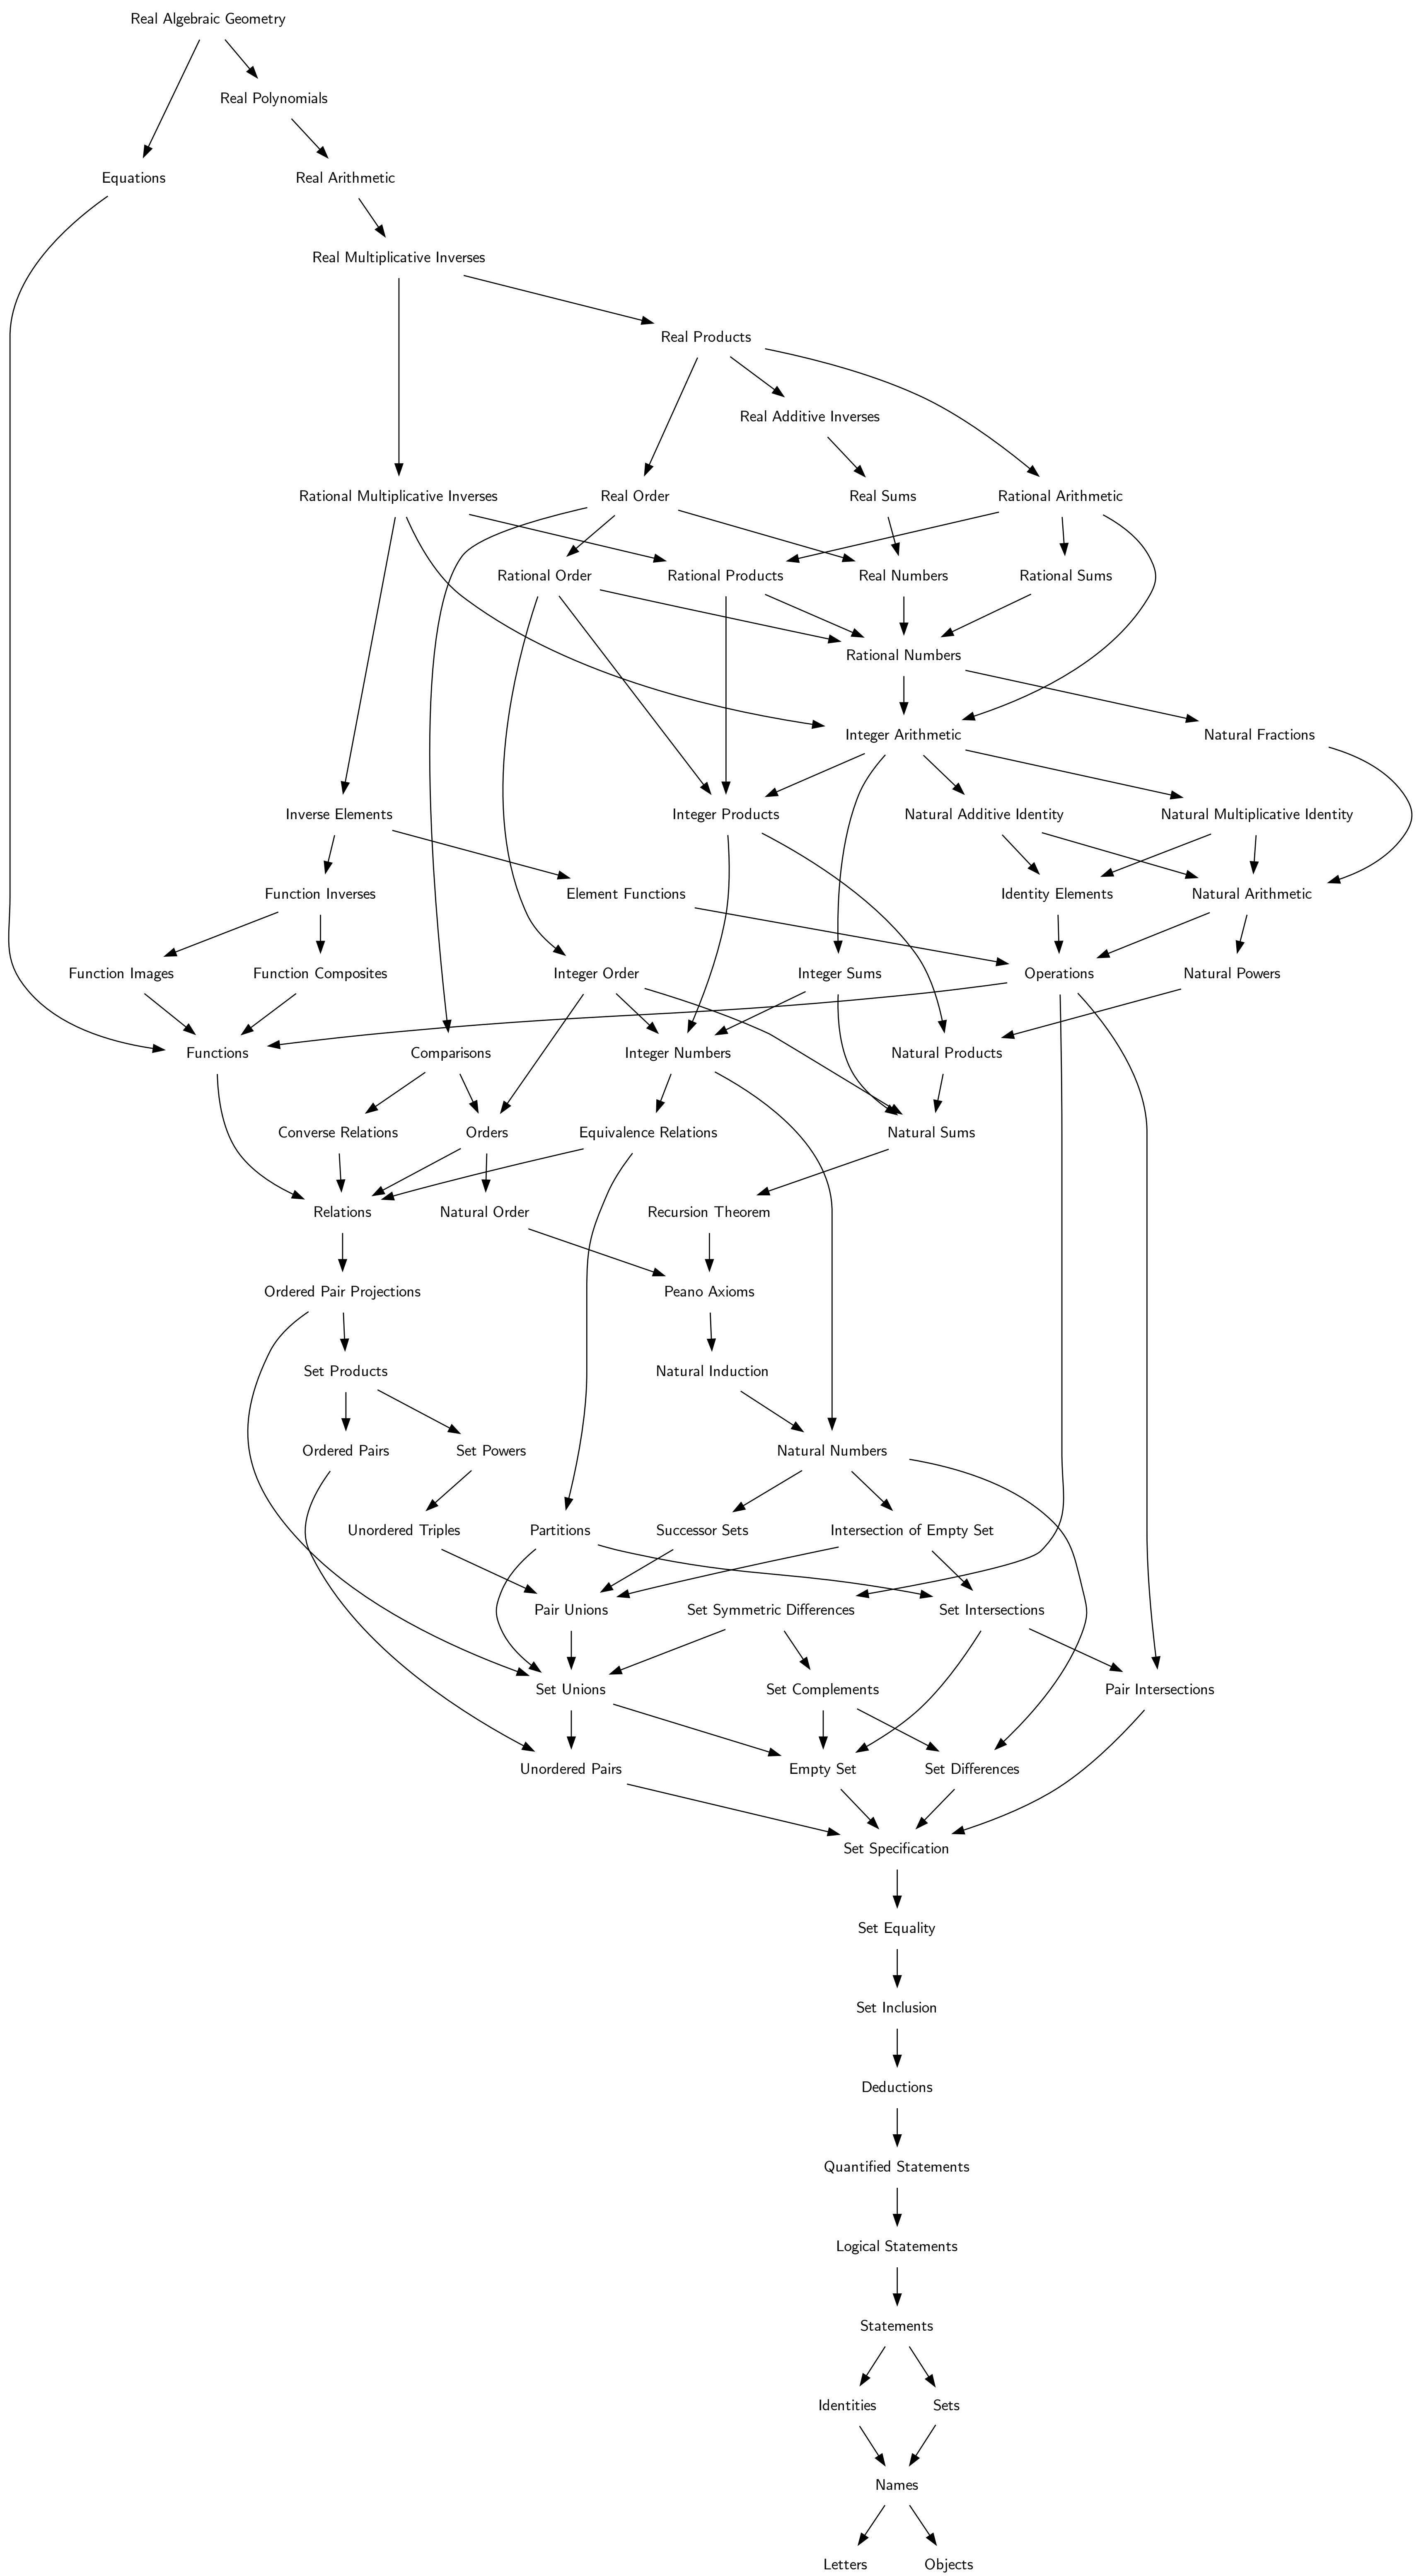 Real Algebraic Geometry
Real Polynomials
Equations
Real Arithmetic
Real Multiplicative Inverses
Real Products
Real Additive Inverses
Rational Multiplicative Inverses
Real Order
Real Sums
Rational Arithmetic
Rational Order
Rational Products
Real Numbers
Rational Sums
Rational Numbers
Integer Arithmetic
Natural Fractions
Inverse Elements
Integer Products
Natural Additive Identity
Natural Multiplicative Identity
Function Inverses
Element Functions
Identity Elements
Natural Arithmetic
Function Images
Function Composites
Integer Order
Integer Sums
Operations
Natural Powers
Functions
Comparisons
Integer Numbers
Natural Products
Converse Relations
Orders
Equivalence Relations
Natural Sums
Relations
Natural Order
Recursion Theorem
Ordered Pair Projections
Peano Axioms
Set Products
Natural Induction
Ordered Pairs
Set Powers
Natural Numbers
Unordered Triples
Partitions
Successor Sets
Intersection of Empty Set
Pair Unions
Set Symmetric Differences
Set Intersections
Set Unions
Set Complements
Pair Intersections
Unordered Pairs
Empty Set
Set Differences
Set Specification
Set Equality
Set Inclusion
Deductions
Quantified Statements
Logical Statements
Statements
Identities
Sets
Names
Letters
Objects